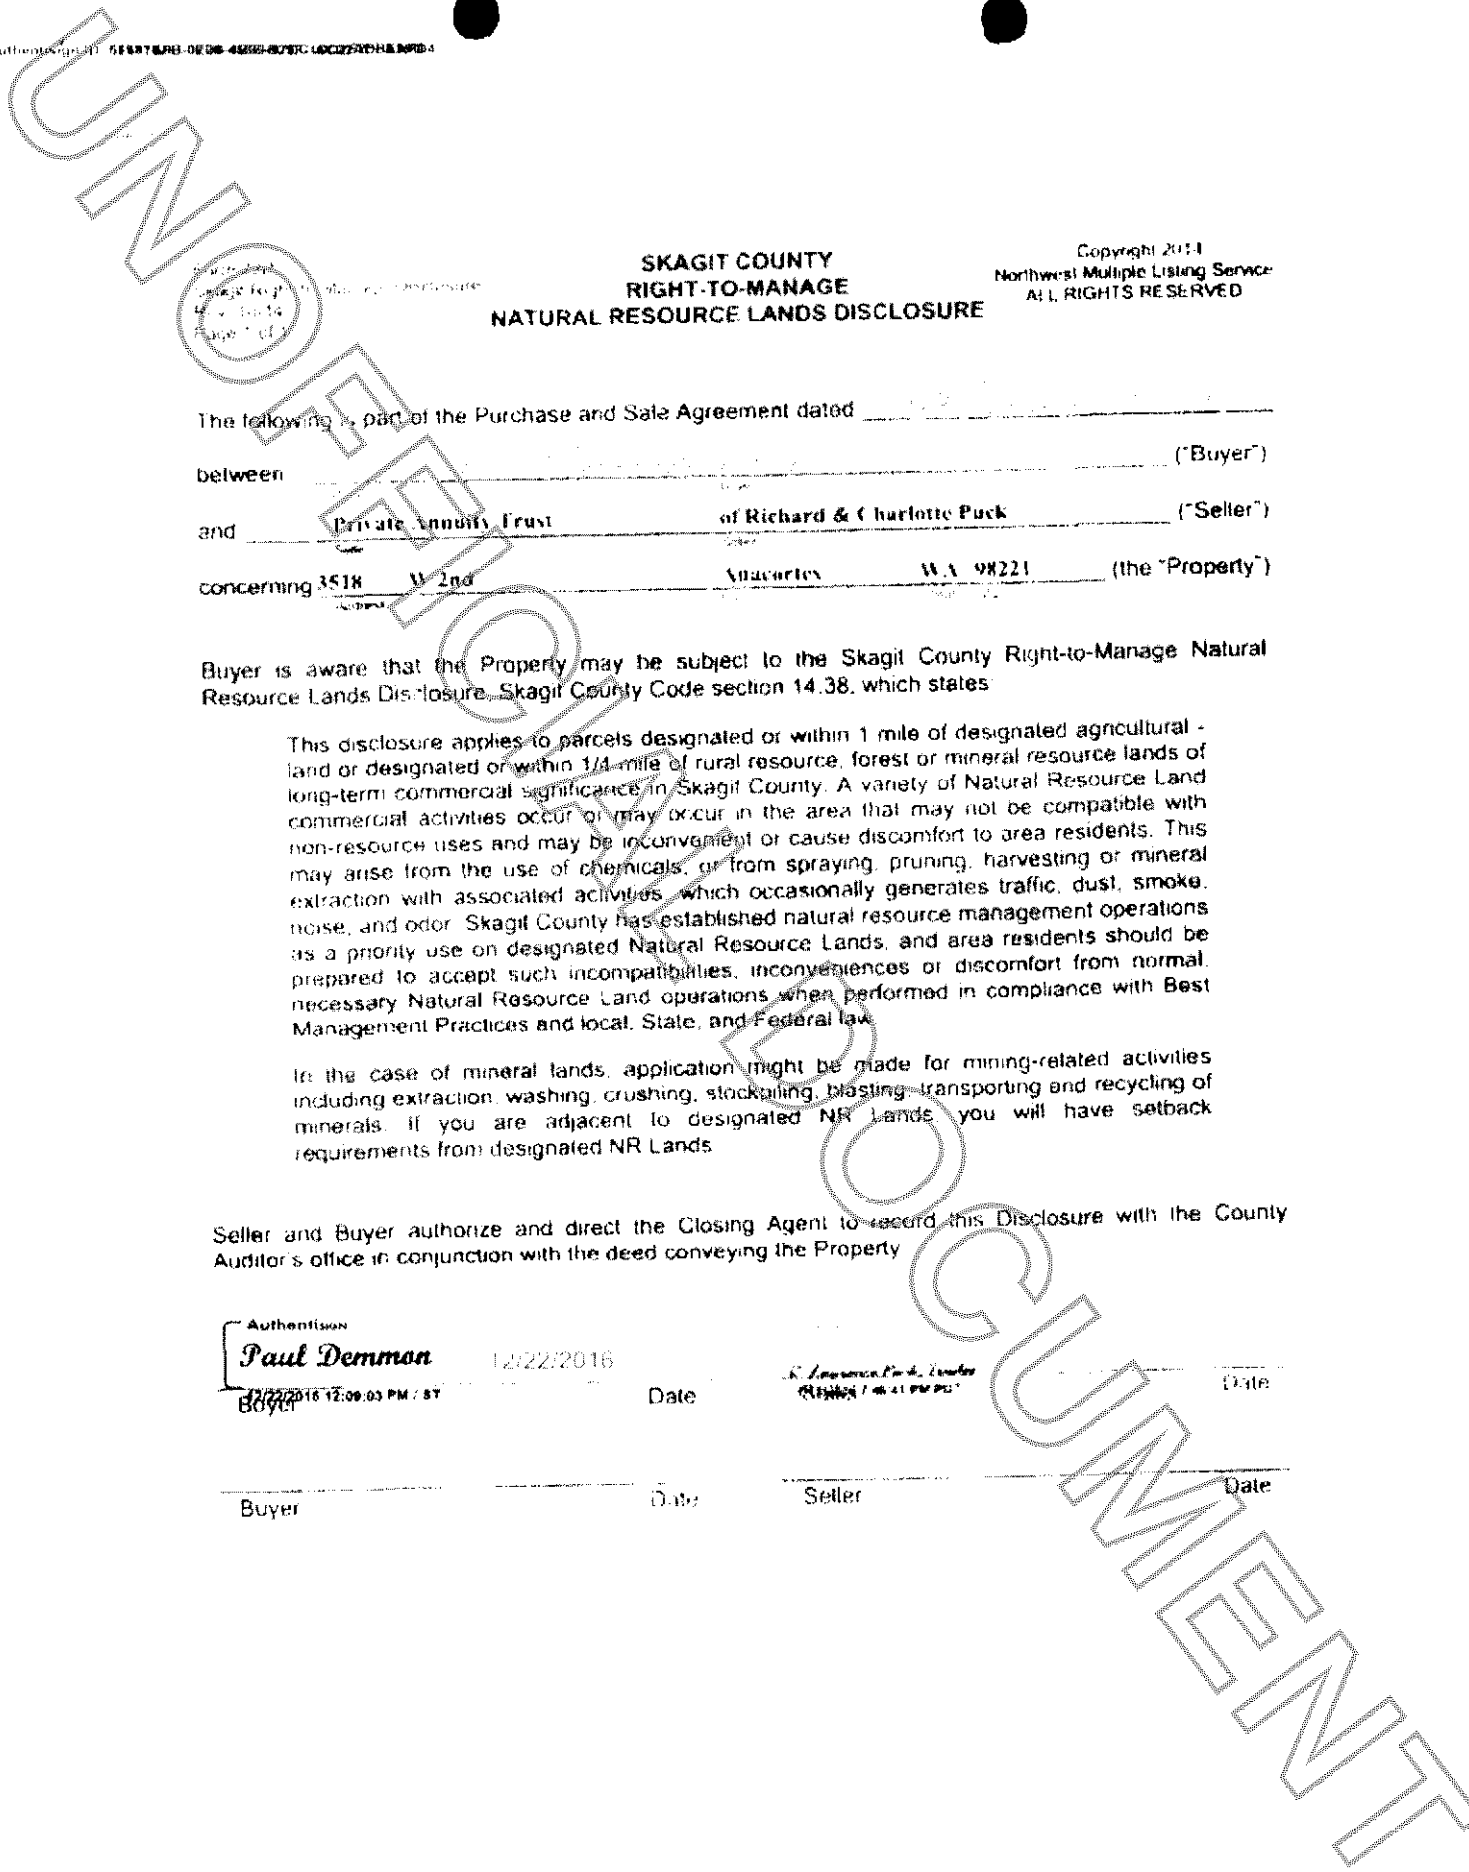 SKAGIT COUNTY
RIGHT-TO-MANAGE
NATURAL RESOURCE LANDS DISCLOSURE
Copyright 2014
Northwest Multiple Listing Service
ALL RIGHTS RESERVED
Page 1 of 1
The following is part of the Purchase and Sale Agreement dated
between ("Buyer")
and Private Annuity Trust of Richard & Charlotte Puck ("Seller")
concerning 3518 W 2nd Anacortes WA 98221 (the "Property")
Buyer is aware that the Property may be subject to the Skagit County Right-to-Manage Natural
Resource Lands Disclosure, Skagit County Code section 14.38, which states
This disclosure applies to parcels designated or within 1 mile of designated agricultural -
land or designated or within 1/4 mile of rural resource, forest or mineral resource lands of
long-term commercial significance in Skagit County. A variety of Natural Resource Land
commercial activities occur or may occur in the area that may not be compatible with
non-resource uses and may be inconvenient or cause discomfort to area residents. This
may arise from the use of chemicals, or from spraying, pruning, harvesting or mineral
extraction with associated activities, which occasionally generates traffic, dust, smoke,
noise, and odor. Skagit County has established natural resource management operations
as a priority use on designated Natural Resource Lands, and area residents should be
prepared to accept such incompatibilities, inconveniences or discomfort from normal,
necessary Natural Resource Land operations when performed in compliance with Best
Management Practices and local, State, and Federal law
In the case of mineral lands, application might be made for mining-related activities
including extraction, washing, crushing, stockpiling, blasting, transporting and recycling of
minerals. If you are adjacent to designated NR Lands, you will have setback
requirements from designated NR Lands
Seller and Buyer authorize and direct the Closing Agent to record this Disclosure with the County
Auditor's office in conjunction with the deed conveying the Property
Authentisign
Paul Demmon 12/22/2016
12/22/2016 12:09:03 PM / ST
Buyer Date Date
Buyer Date Seller Date
UNOFFICIAL DOCUMENT